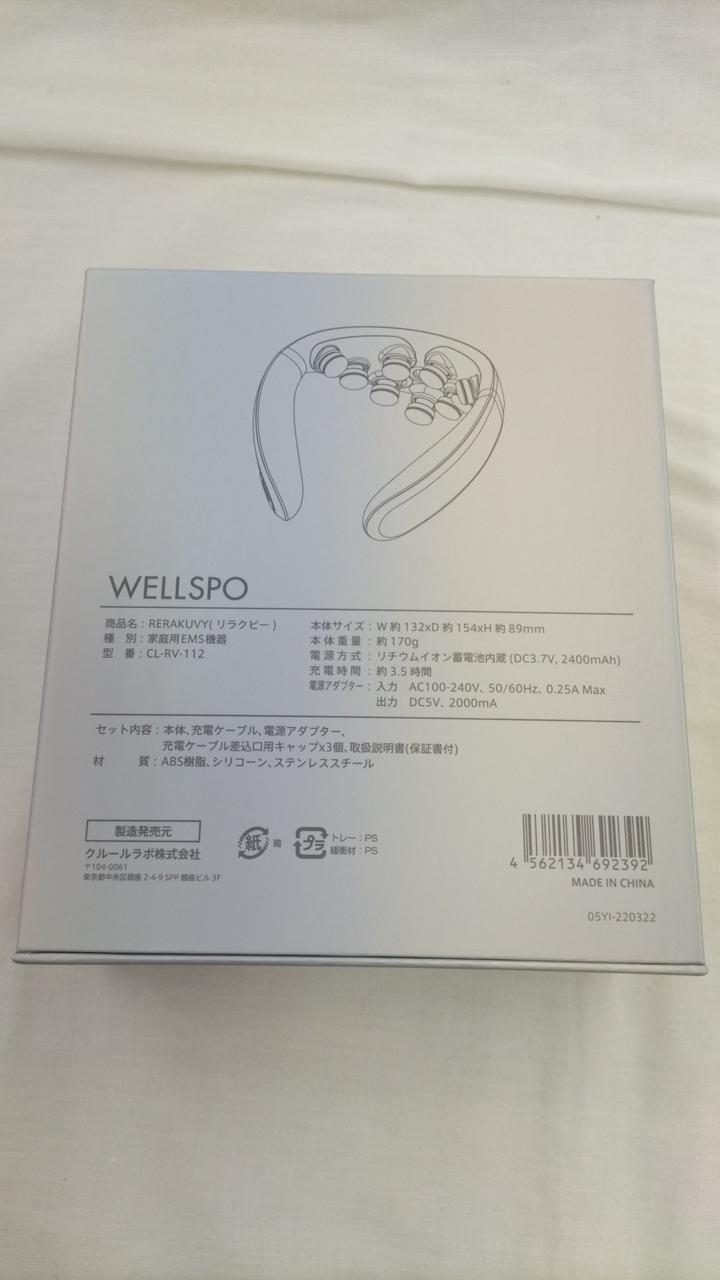 WELLSPO
商品名：RERAKUVY( リラクビー )
種　別：家庭用EMS機器
型　番：CL-RV-112
本体サイズ：W 約 132xD 約 154xH 約 89mm
本体重量：約 170g
電源方式：リチウムイオン蓄電池内蔵 (DC3.7V, 2400mAh)
充電時間：約 3.5 時間
電源アダプター：入力　AC100-240V、50/60Hz、0.25A Max
出力　DC5V、2000mA
セット内容：本体、充電ケーブル、電源アダプター、
充電ケーブル差込口用キャップx3個、取扱説明書(保証書付)
材　　質：ABS樹脂、シリコーン、ステンレススチール
製造発売元
クルールラボ株式会社
〒104-0061
東京都中央区銀座 2-4-9 SPP 銀座ビル 3F
紙 箱
プラ トレー：PS
緩衝材：PS
4 562134 692392
MADE IN CHINA
05YI-220322